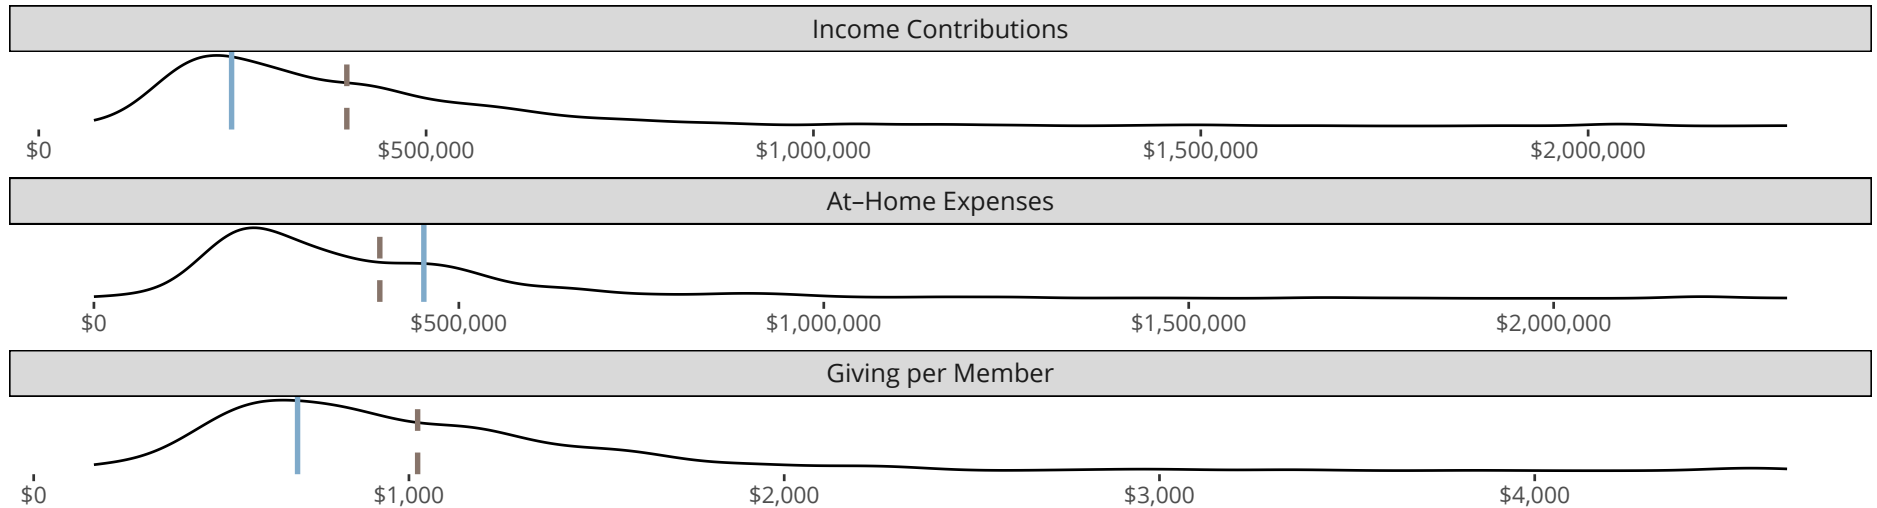 Income Contributions
$0 $500,000 $1,000,000 $1,500,000 $2,000,000
At–Home Expenses
$0 $500,000 $1,000,000 $1,500,000 $2,000,000
Giving per Member
$0 $1,000 $2,000 $3,000 $4,000